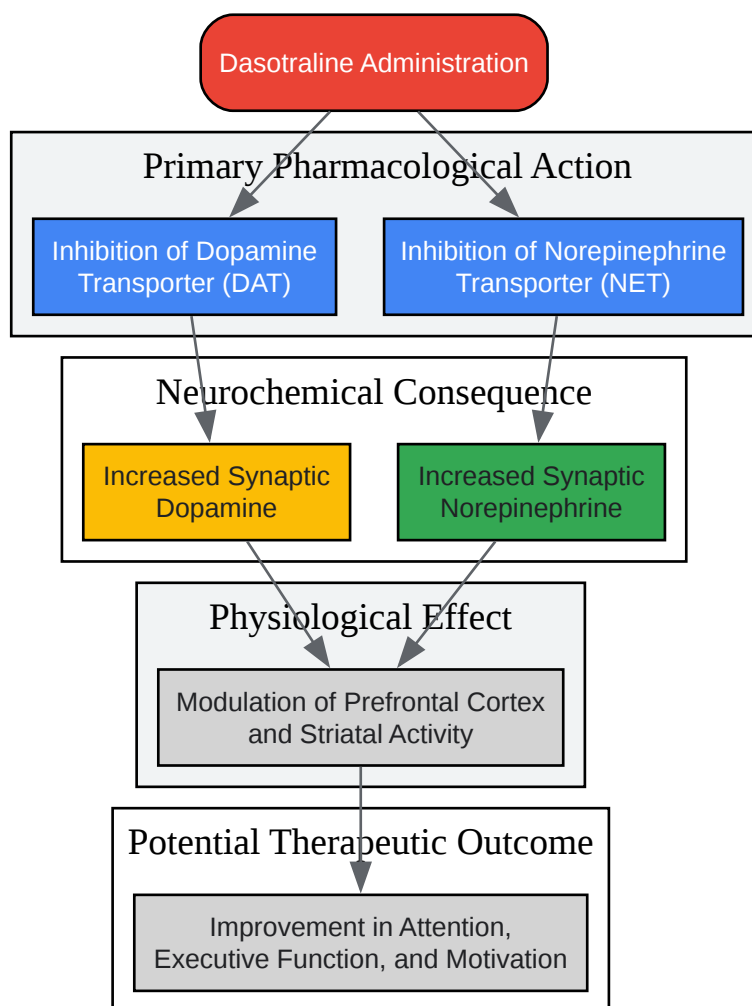 Dasotraline Administration
Primary Pharmacological Action
Inhibition of Dopamine
Transporter (DAT)
Inhibition of Norepinephrine
Transporter (NET)
Neurochemical Consequence
Increased Synaptic
Dopamine
Increased Synaptic
Norepinephrine
Physiological Effect
Modulation of Prefrontal Cortex
and Striatal Activity
Potential Therapeutic Outcome
Improvement in Attention,
Executive Function, and Motivation